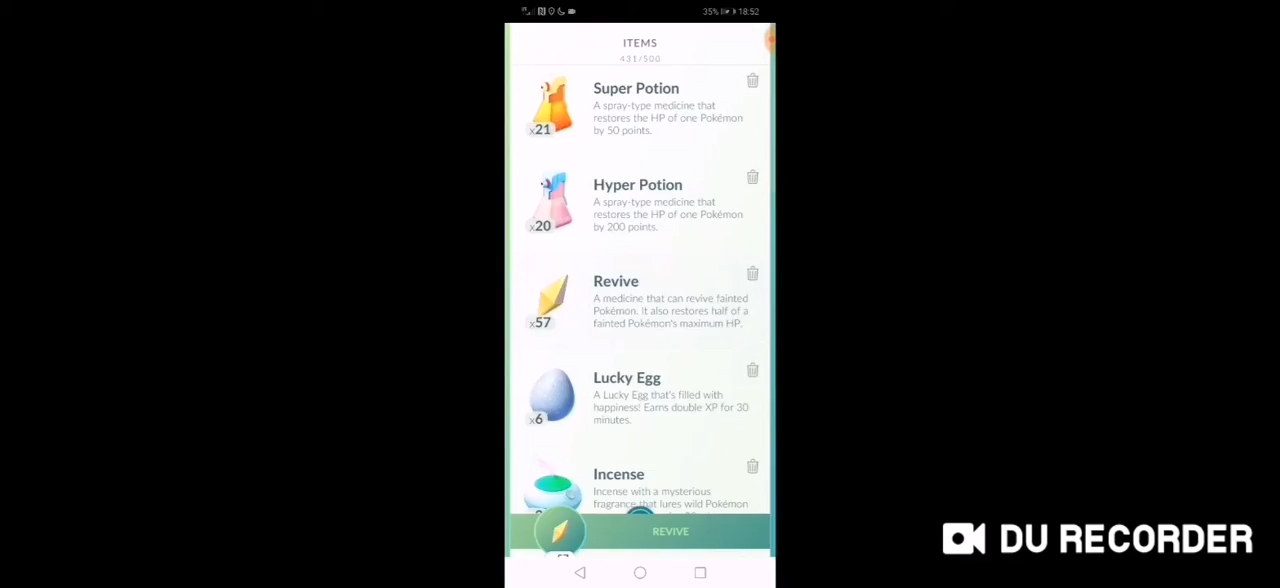 35% 18:52
ITEMS
431/500
Super Potion
A spray-type medicine that
restores the HP of one Pokémon
by 50 points.
x21
Hyper Potion
A spray-type medicine that
restores the HP of one Pokémon
by 200 points.
x20
Revive
A medicine that can revive fainted
Pokémon. It also restores half of a
fainted Pokémon's maximum HP.
x57
Lucky Egg
A Lucky Egg that's filled with
happiness! Earns double XP for 30
minutes.
x6
Incense
Incense with a mysterious
fragrance that lures wild Pokémon
REVIVE
DU RECORDER